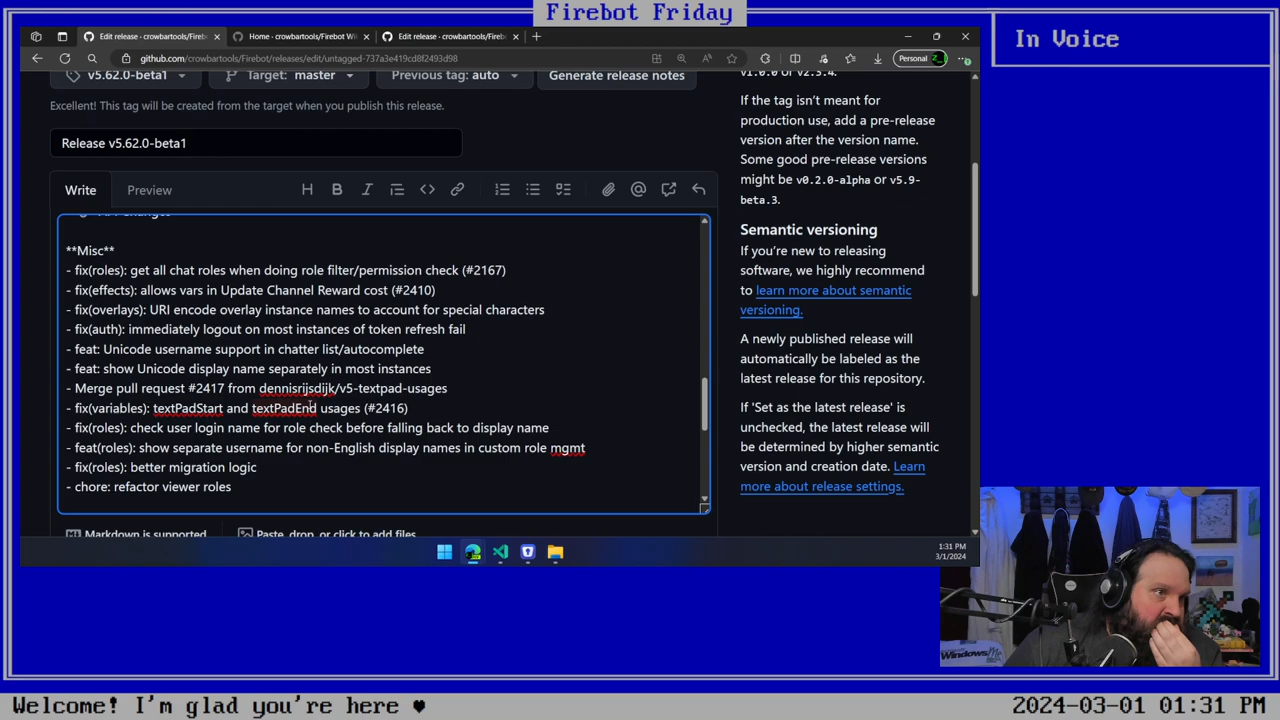 Firebot Friday
In Voice
Edit release · crowbartools/Firebo
Home · crowbartools/Firebot Wi
Edit release · crowbartools/Firebo
github.com/crowbartools/Firebot/releases/edit/untagged-737a3e419cd8f2493d98
Personal
v5.62.0-beta1
Target: master
Previous tag: auto
Generate release notes
Excellent! This tag will be created from the target when you publish this release.
Release v5.62.0-beta1
Write
Preview
**Misc**
- fix(roles): get all chat roles when doing role filter/permission check (#2167)
- fix(effects): allows vars in Update Channel Reward cost (#2410)
- fix(overlays): URI encode overlay instance names to account for special characters
- fix(auth): immediately logout on most instances of token refresh fail
- feat: Unicode username support in chatter list/autocomplete
- feat: show Unicode display name separately in most instances
- Merge pull request #2417 from dennisrijsdijk/v5-textpad-usages
- fix(variables): textPadStart and textPadEnd usages (#2416)
- fix(roles): check user login name for role check before falling back to display name
- feat(roles): show separate username for non-English display names in custom role mgmt
- fix(roles): better migration logic
- chore: refactor viewer roles
Markdown is supported
Paste, drop, or click to add files
v1.0.0 or v2.3.4.
If the tag isn't meant for
production use, add a pre-release
version after the version name.
Some good pre-release versions
might be v0.2.0-alpha or v5.9-
beta.3.
Semantic versioning
If you're new to releasing
software, we highly recommend
to learn more about semantic
versioning.
A newly published release will
automatically be labeled as the
latest release for this repository.
If 'Set as the latest release' is
unchecked, the latest release will
be determined by higher semantic
version and creation date. Learn
more about release settings.
1:31 PM
3/1/2024
Welcome! I'm glad you're here ♥
2024-03-01 01:31 PM